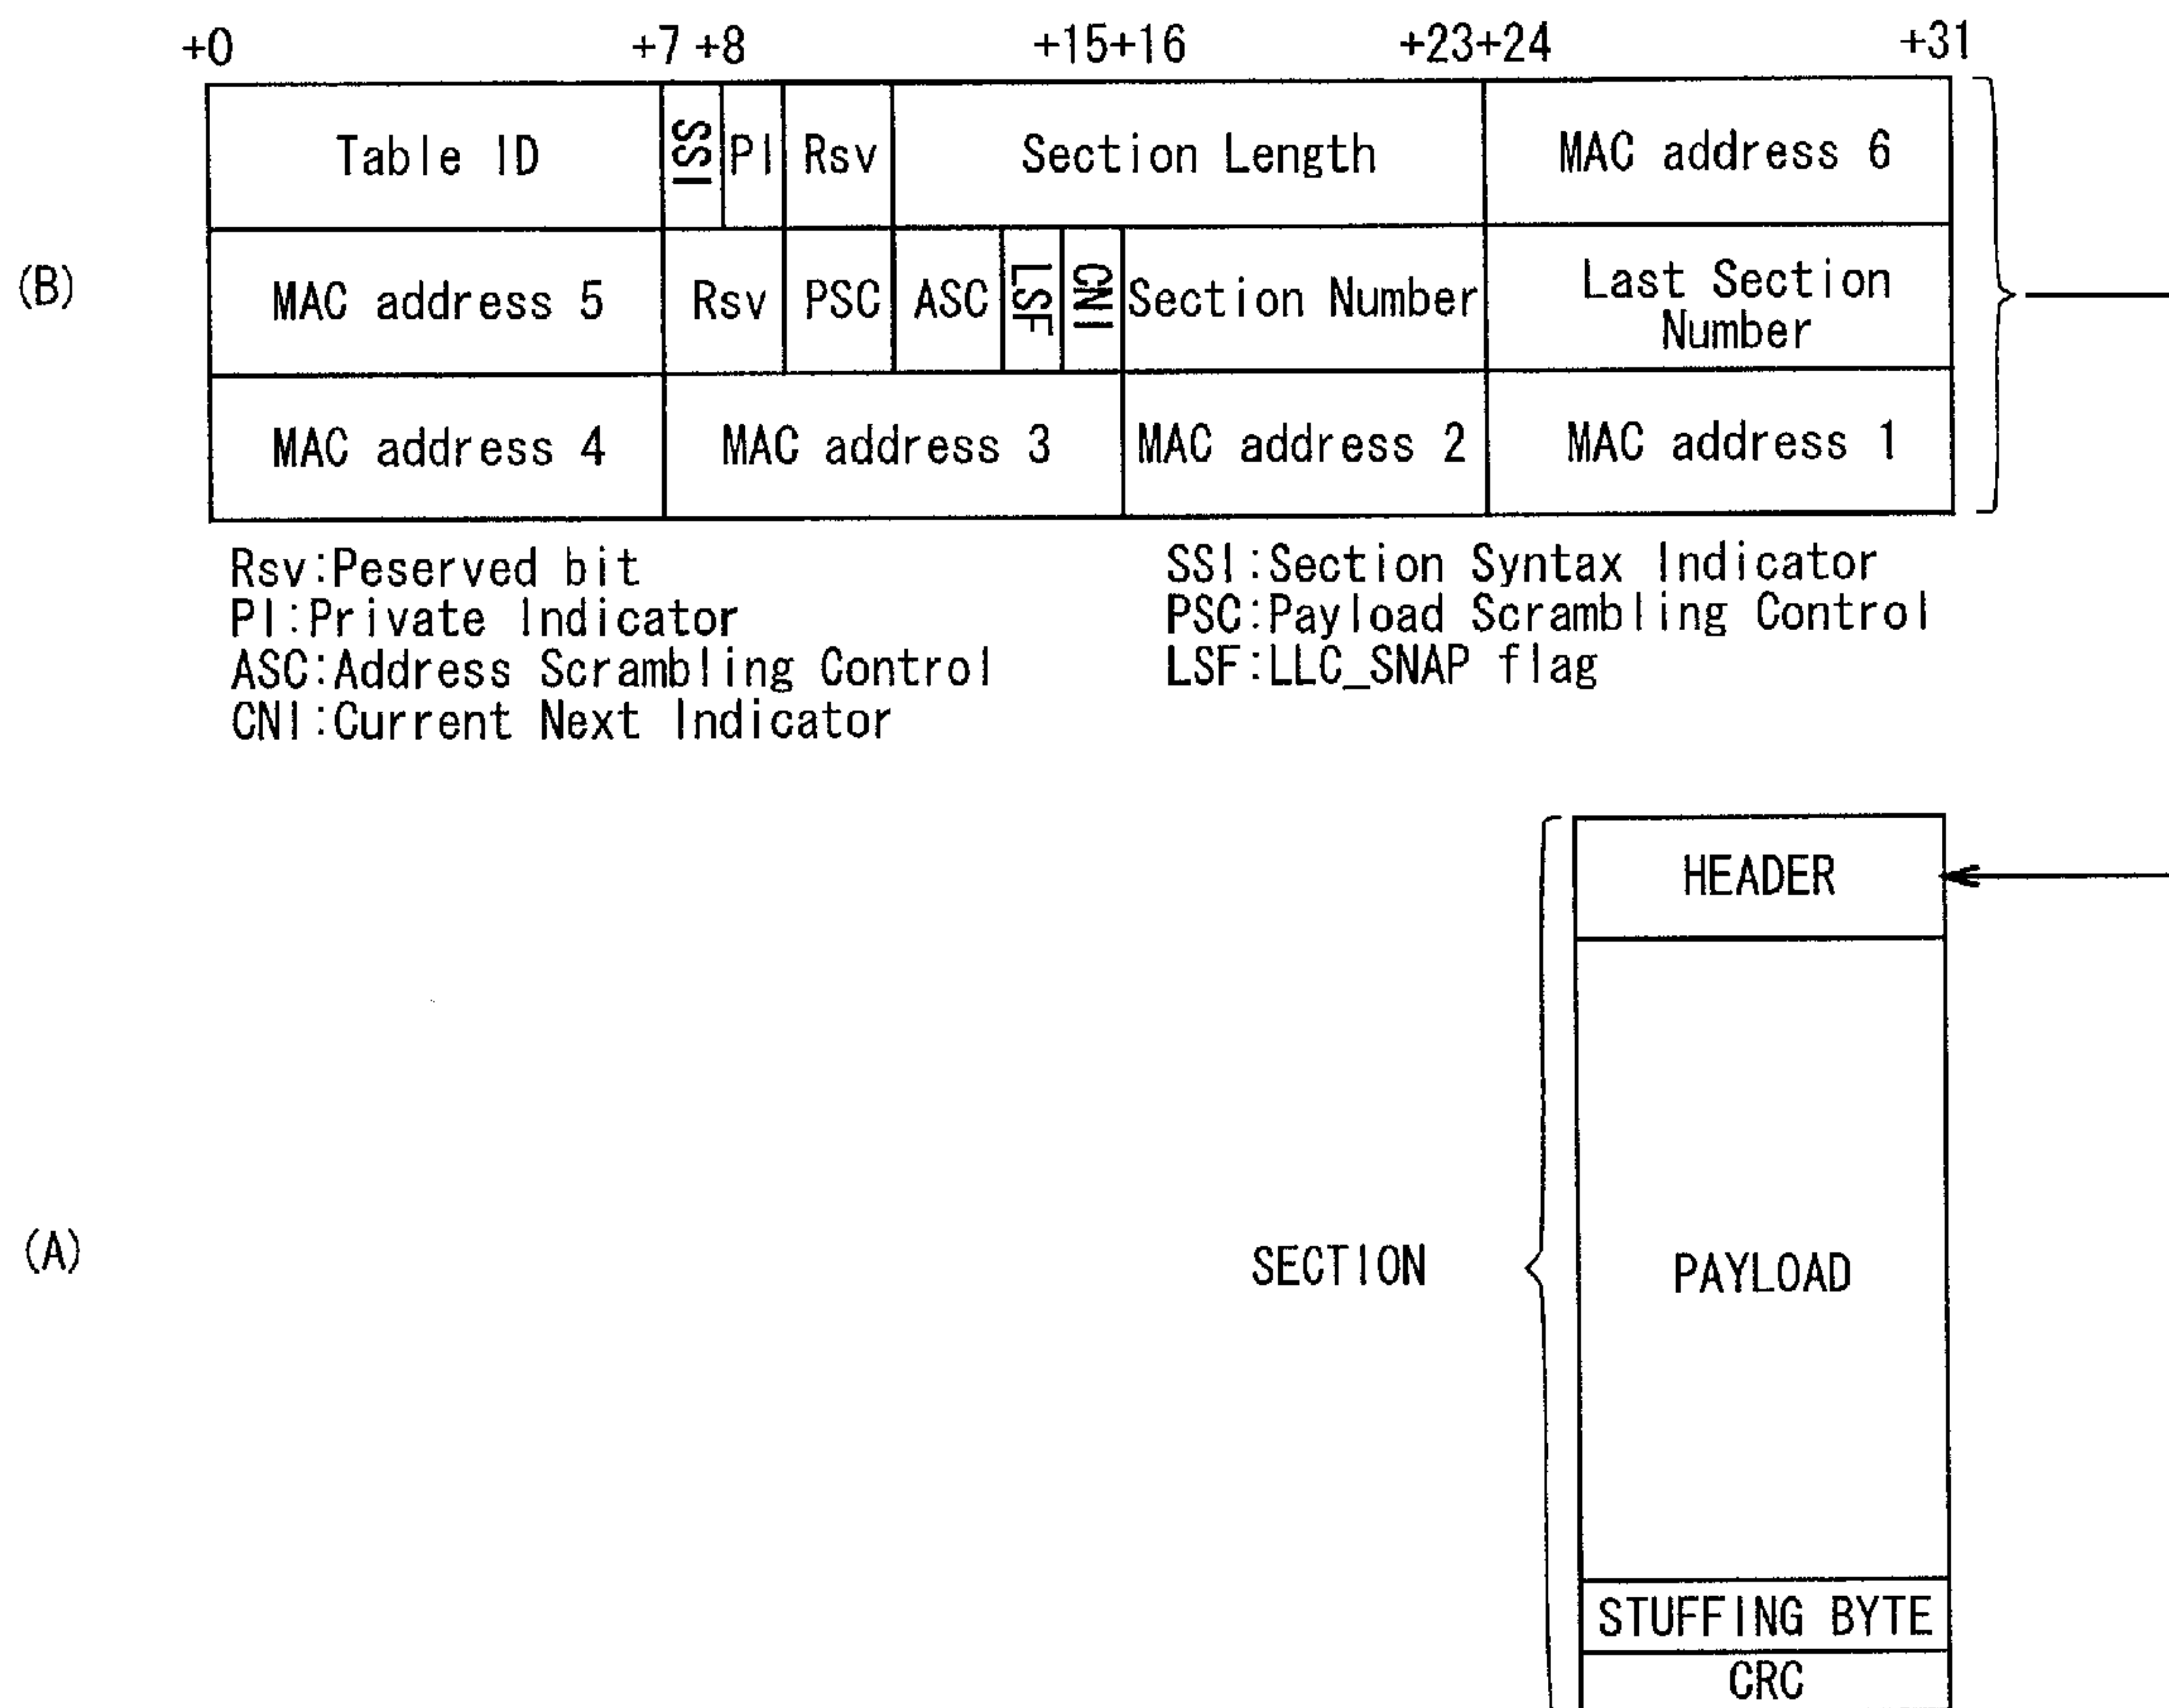 +0 +7 +8 +15+16 +23+24 +31
Table ID SSI PI Rsv Section Length MAC address 6
(B)
MAC address 5 Rsv PSC ASC LSF CNI Section Number Last Section
Number
MAC address 4 MAC address 3 MAC address 2 MAC address 1
Rsv:Peserved bit
PI:Private Indicator
ASC:Address Scrambling Control
CNI:Current Next Indicator
SSI:Section Syntax Indicator
PSC:Payload Scrambling Control
LSF:LLC_SNAP flag
HEADER
(A)
SECTION
PAYLOAD
STUFFING BYTE
CRC